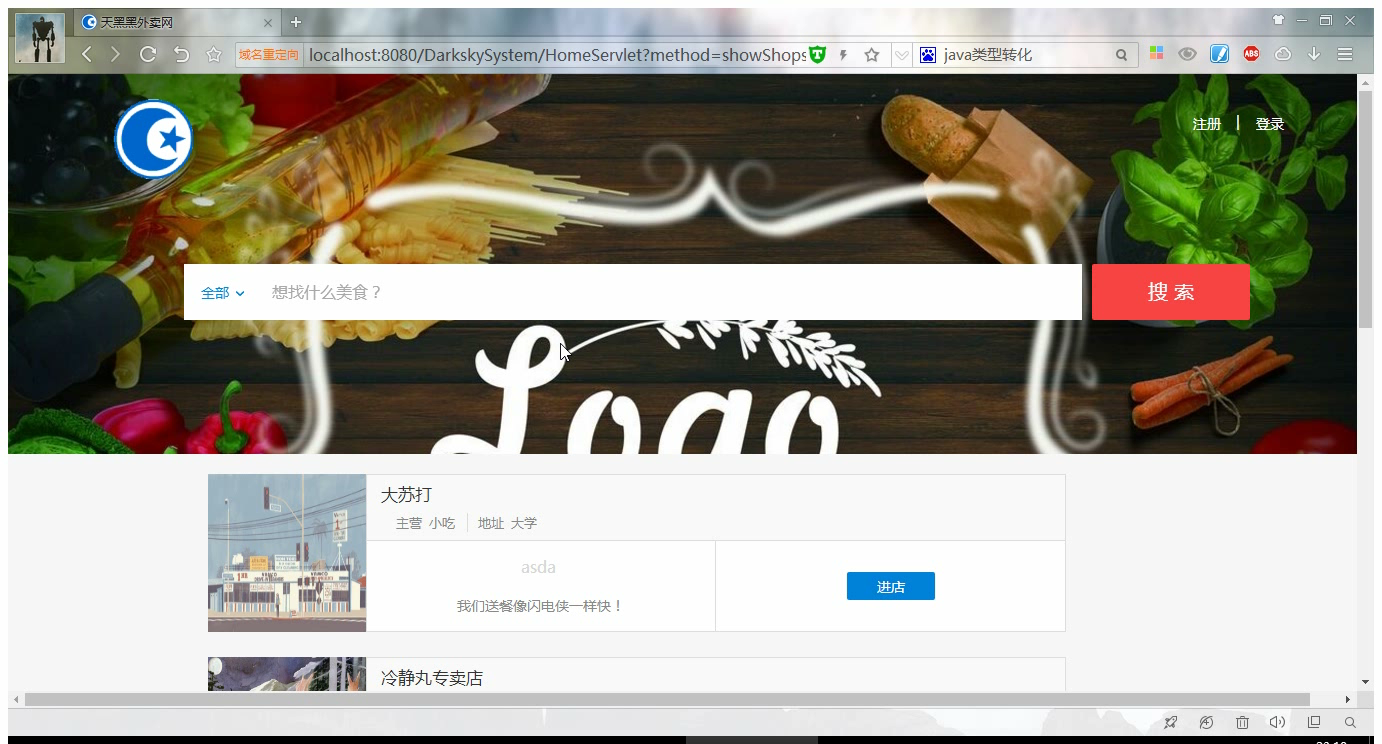 天黑黑外卖网
域名重定向 localhost:8080/DarkskySystem/HomeServlet?method=showShops java类型转化
ABS
注册 | 登录
全部 想找什么美食？ 搜 索
Logo
大苏打
主营 小吃 地址 大学
asda
进店
我们送餐像闪电侠一样快！
冷静丸专卖店